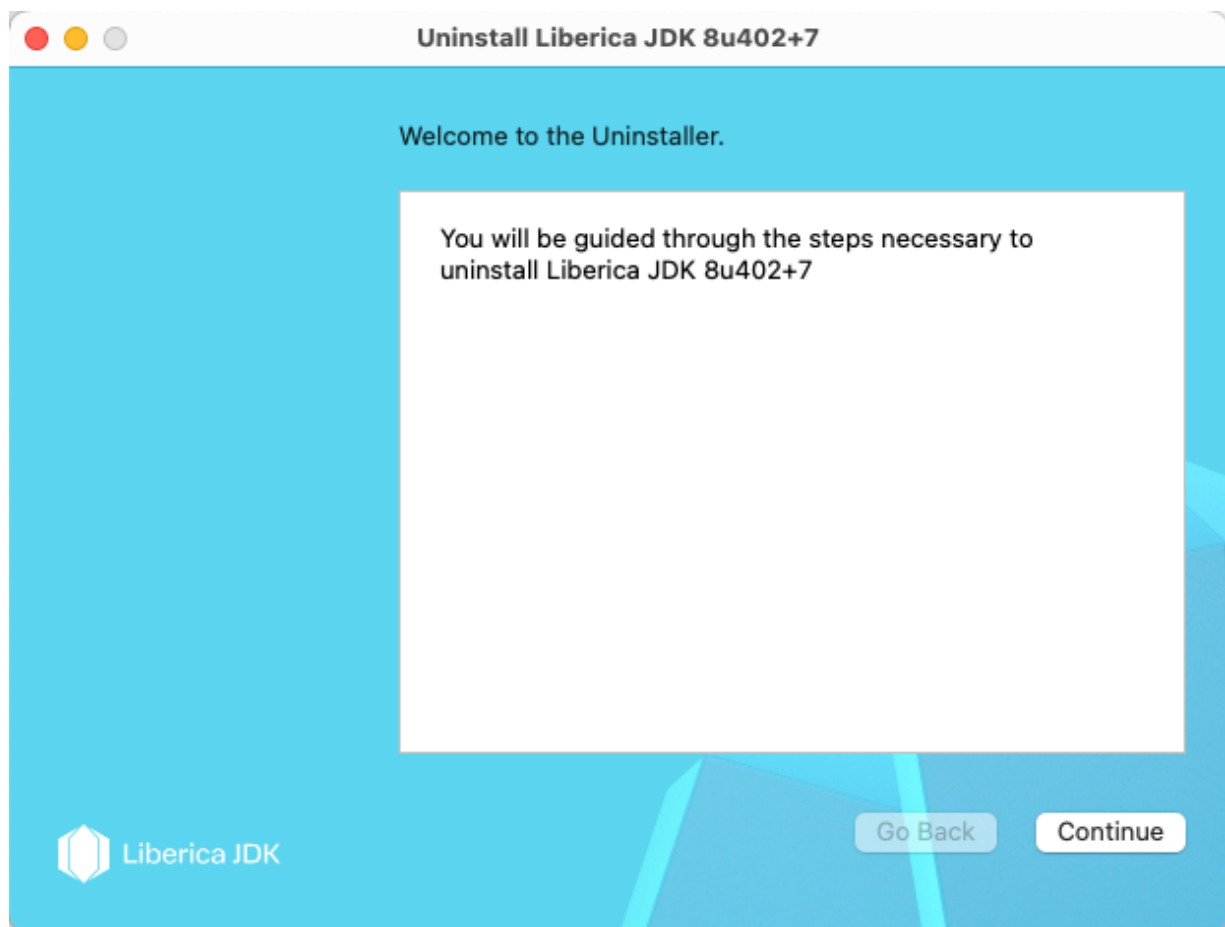 Uninstall Liberica JDK 8u402+7
Welcome to the Uninstaller.
You will be guided through the steps necessary to
uninstall Liberica JDK 8u402+7
Liberica JDK
Go Back
Continue